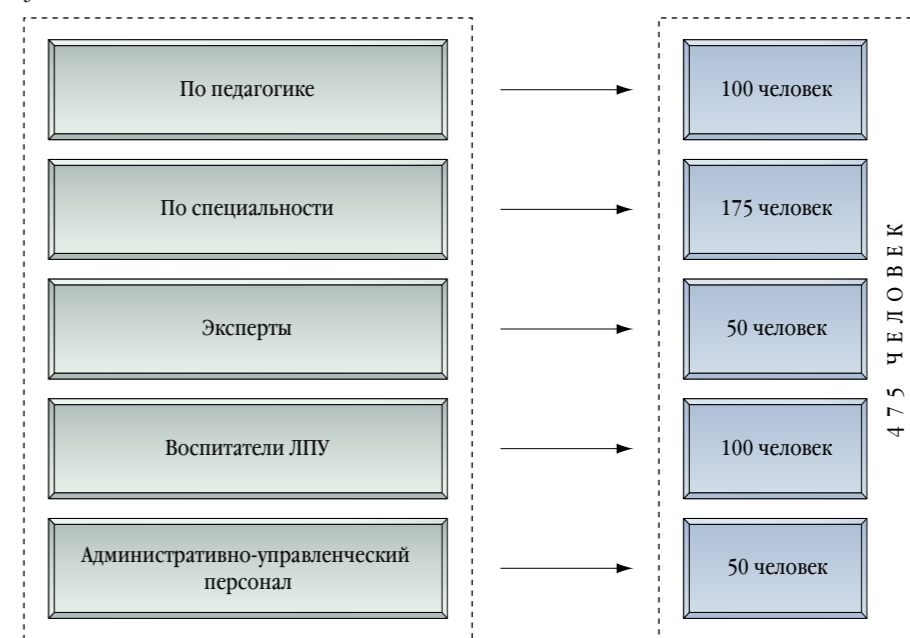 По педагогике
100 человек
По специальности
175 человек
Эксперты
50 человек
Воспитатели ЛПУ
100 человек
Административно-управленческий
персонал
50 человек
475 ЧЕЛОВЕК